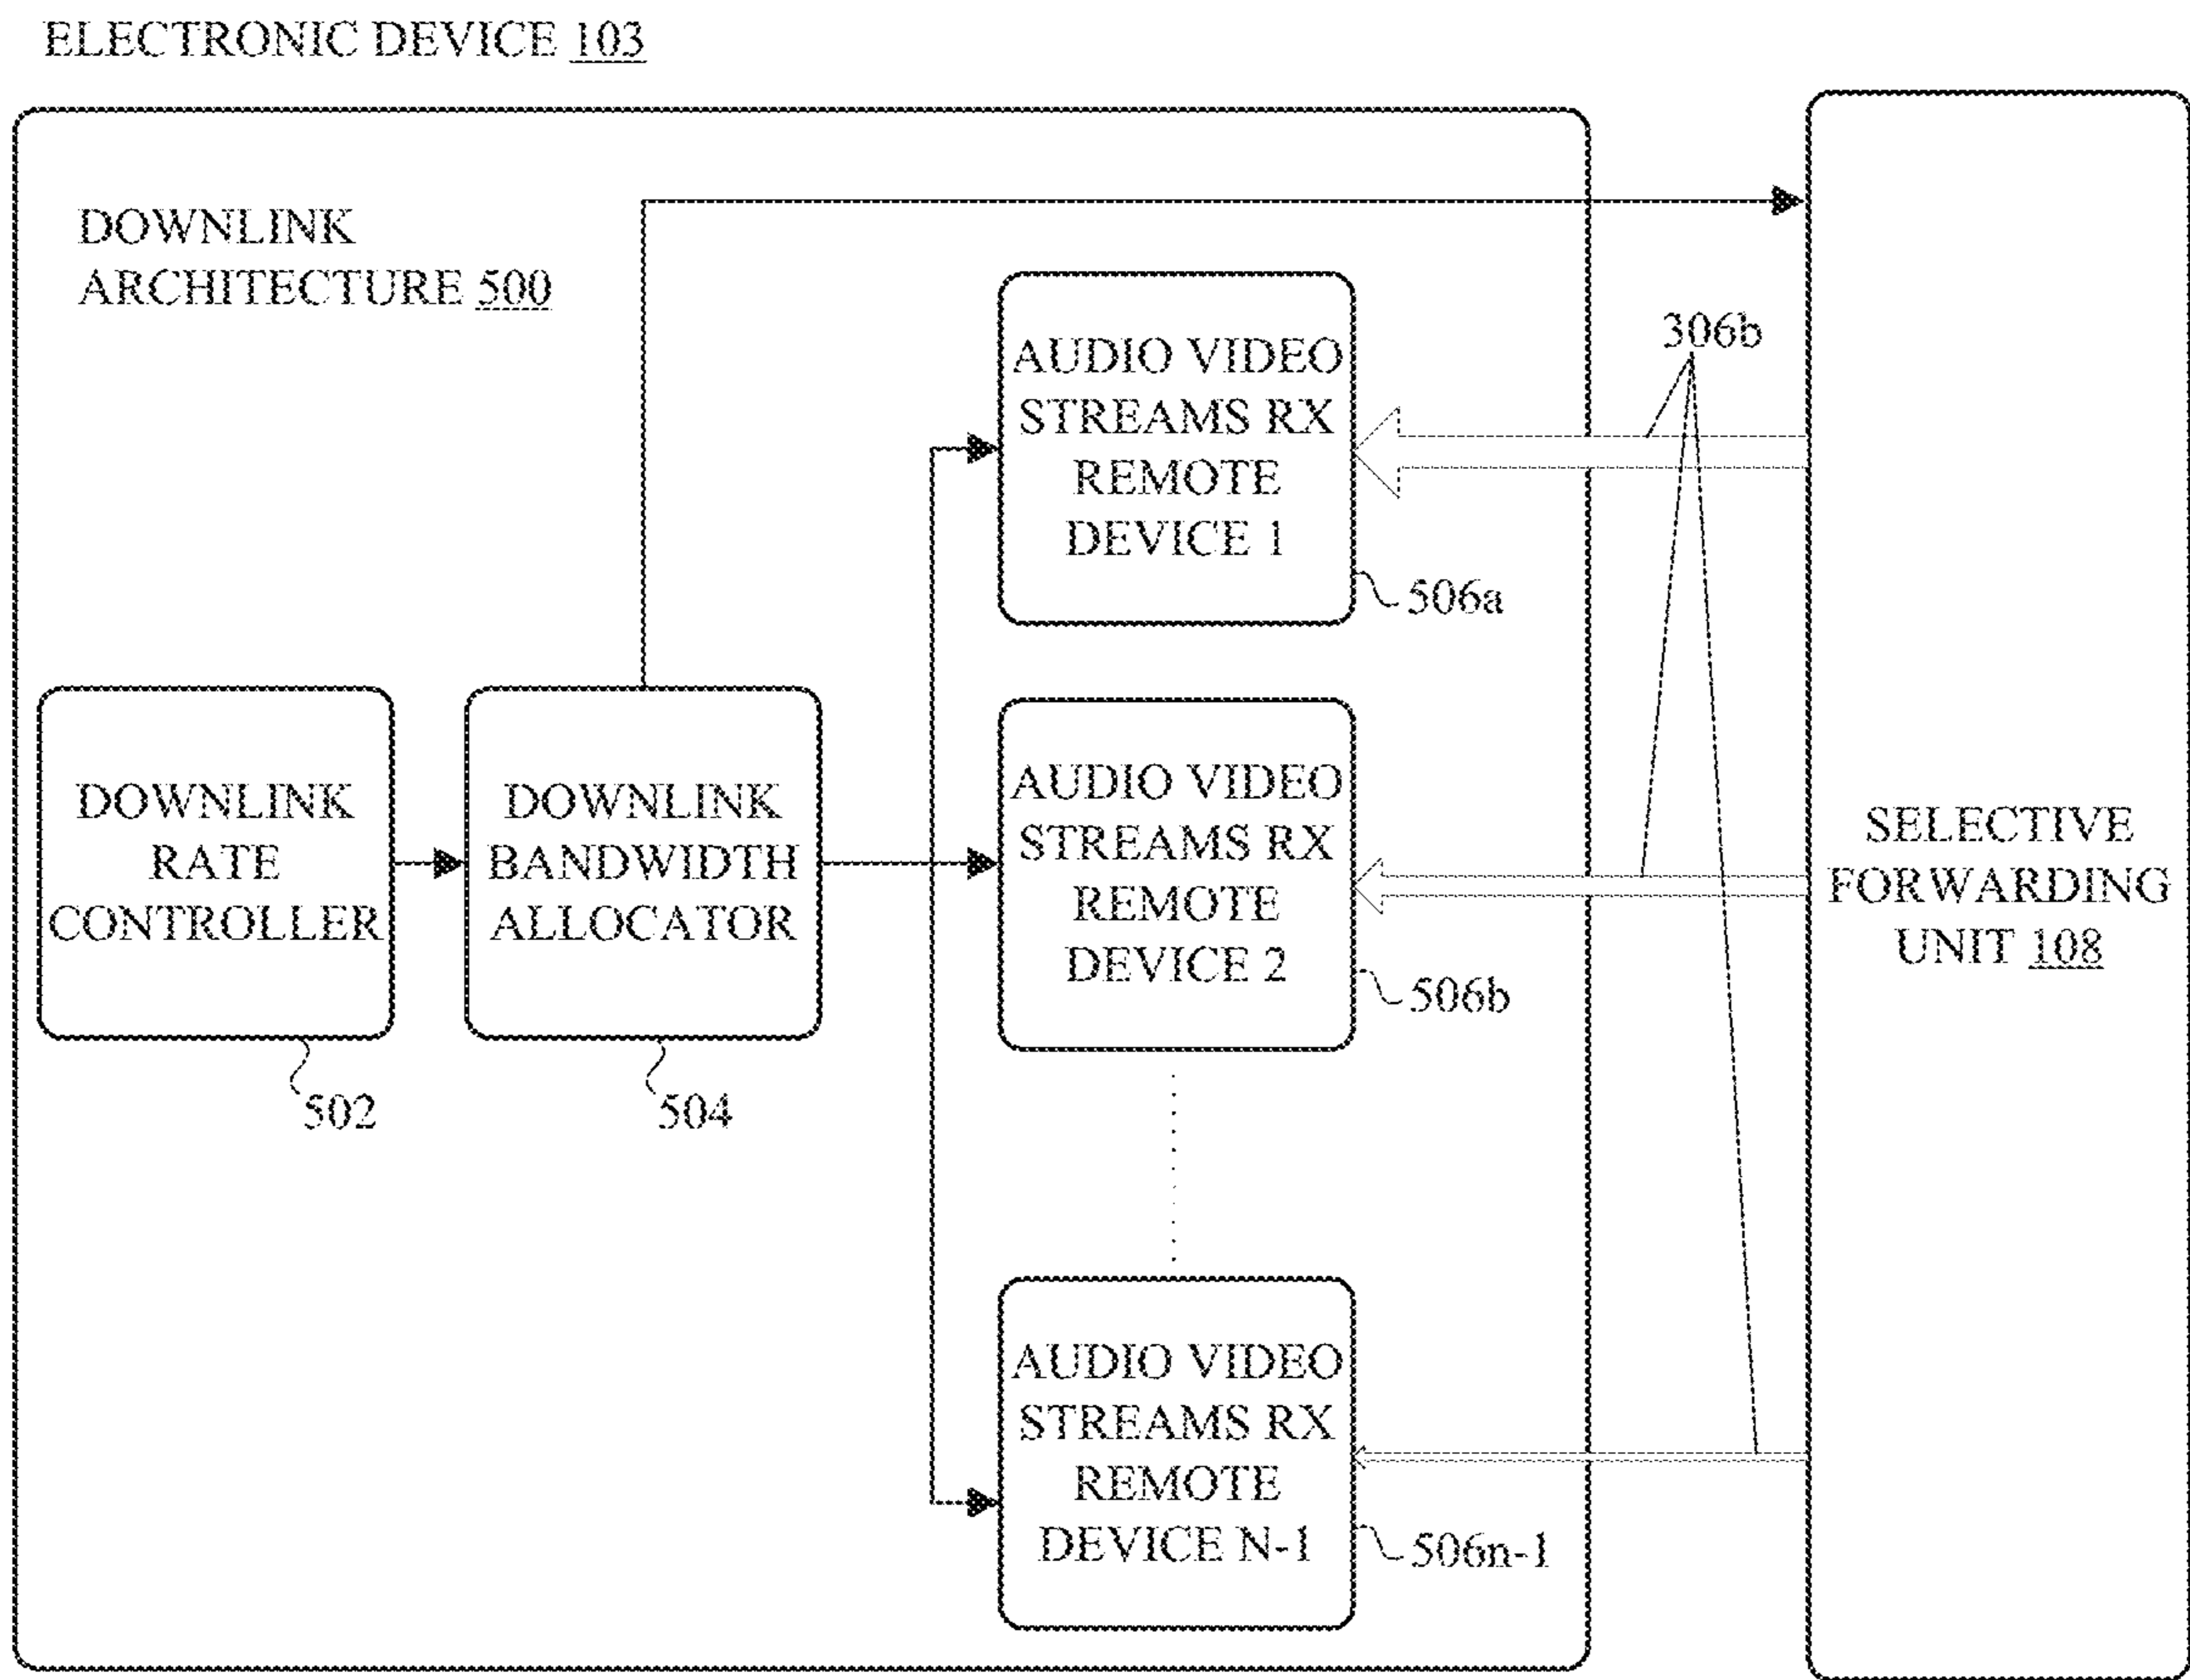 ELECTRONIC DEVICE 103
DOWNLINK
ARCHITECTURE 500
AUDIO VIDEO
STREAMS RX
REMOTE
DEVICE 1
506a
306b
DOWNLINK
RATE
CONTROLLER
502
DOWNLINK
BANDWIDTH
ALLOCATOR
504
AUDIO VIDEO
STREAMS RX
REMOTE
DEVICE 2
506b
SELECTIVE
FORWARDING
UNIT 108
AUDIO VIDEO
STREAMS RX
REMOTE
DEVICE N-1
506n-1